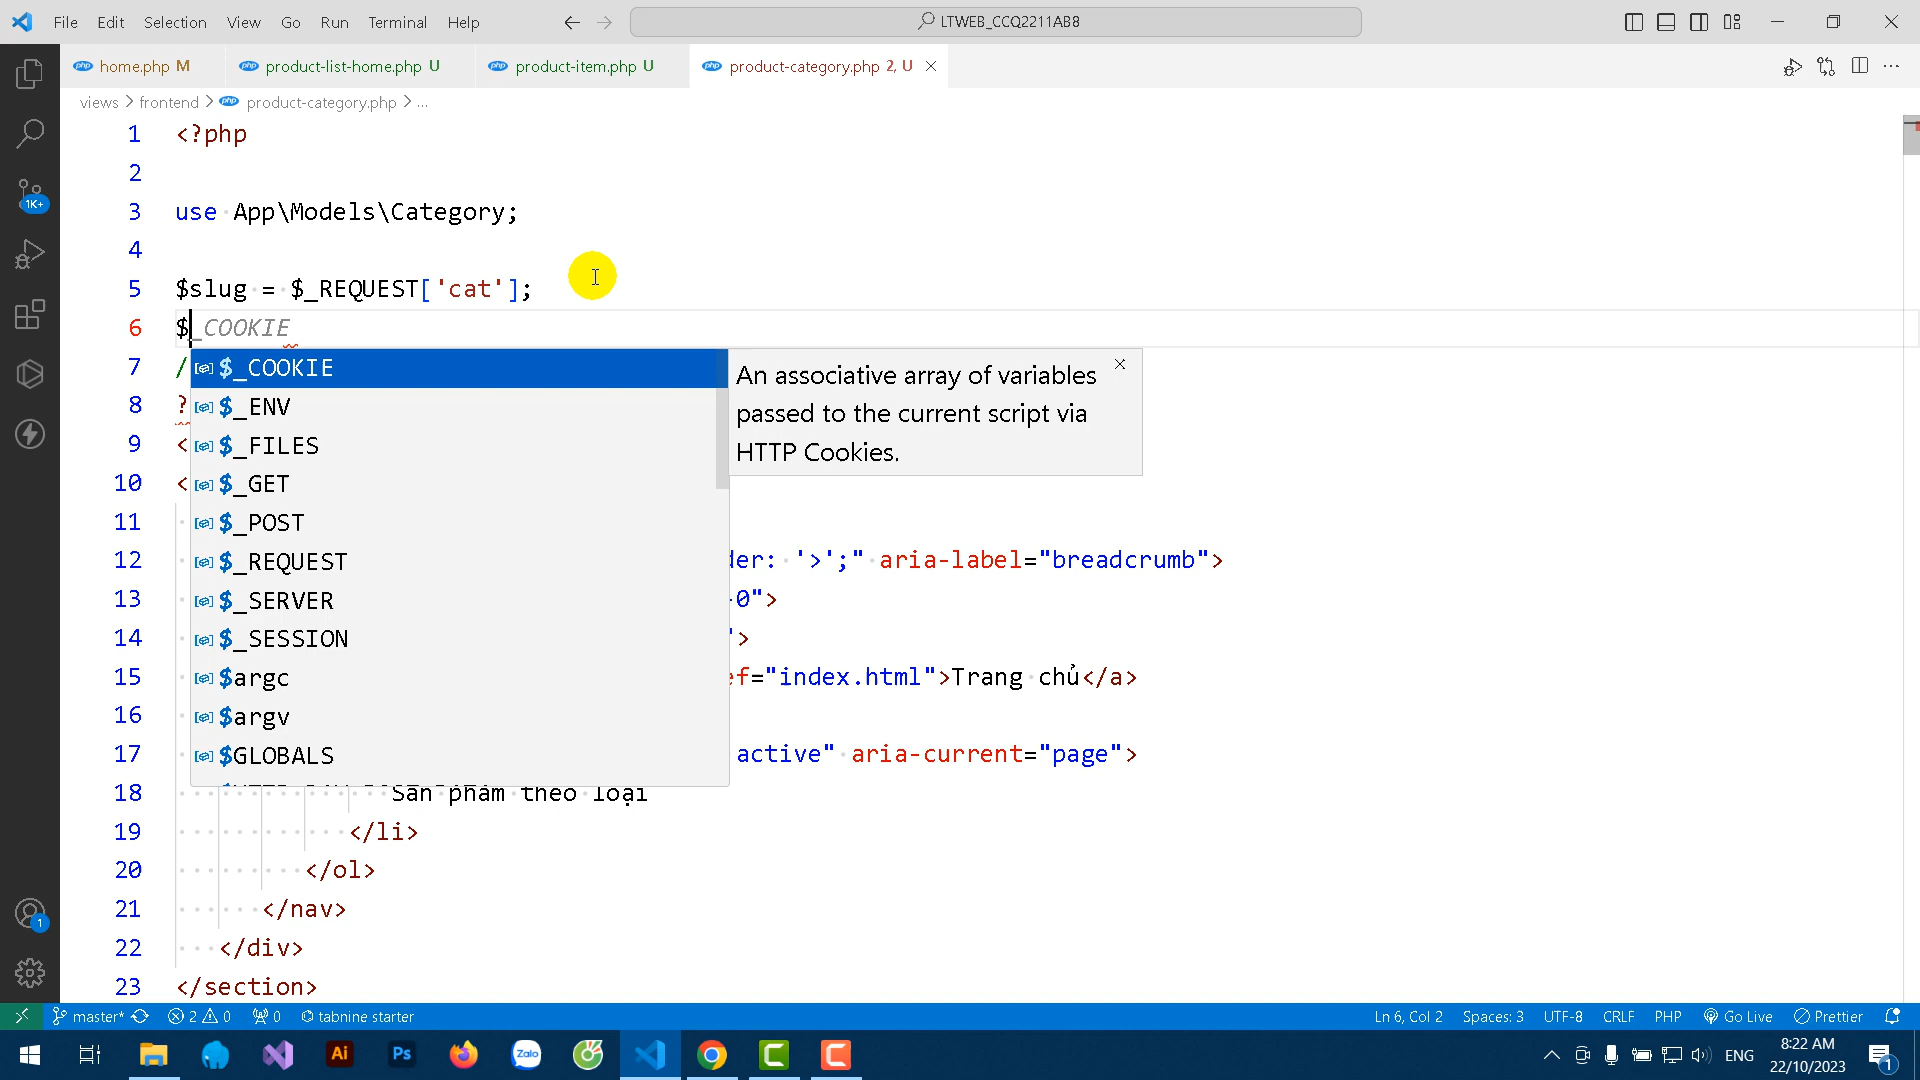 File Edit Selection View Go Run Terminal Help
LTWEB_CCQ2211AB8
home.php M
product-list-home.php U
product-item.php U
product-category.php 2, U
views > frontend > product-category.php > ...
1 <?php
2
3 use App\Models\Category;
4
5 $slug = $_REQUEST['cat'];
6 $_COOKIE
7 /
8 ?
9 <
10 <
11
12 der: '>';" aria-label="breadcrumb">
13 -0">
14 ">
15 ef="index.html">Trang chủ</a>
16
17 active" aria-current="page">
18 Sản phẩm theo loại
19 </li>
20 </ol>
21 </nav>
22 </div>
23 </section>
$_COOKIE
$_ENV
$_FILES
$_GET
$_POST
$_REQUEST
$_SERVER
$_SESSION
$argc
$argv
$GLOBALS
An associative array of variables
passed to the current script via
HTTP Cookies.
1K+
1
master* 2 0 0 tabnine starter
Ln 6, Col 2 Spaces: 3 UTF-8 CRLF PHP Go Live Prettier
Ai
Ps
Zalo
ENG
8:22 AM
22/10/2023
1